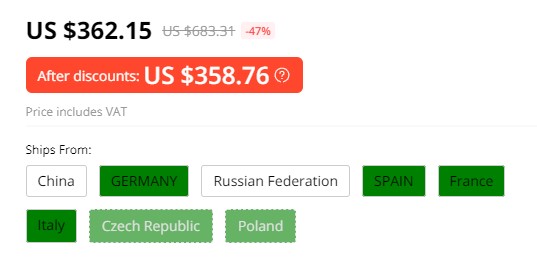 US $362.15 US $683.31 -47%
After discounts: US $358.76 ?
Price includes VAT
Ships From:
China GERMANY Russian Federation SPAIN France
Italy Czech Republic Poland